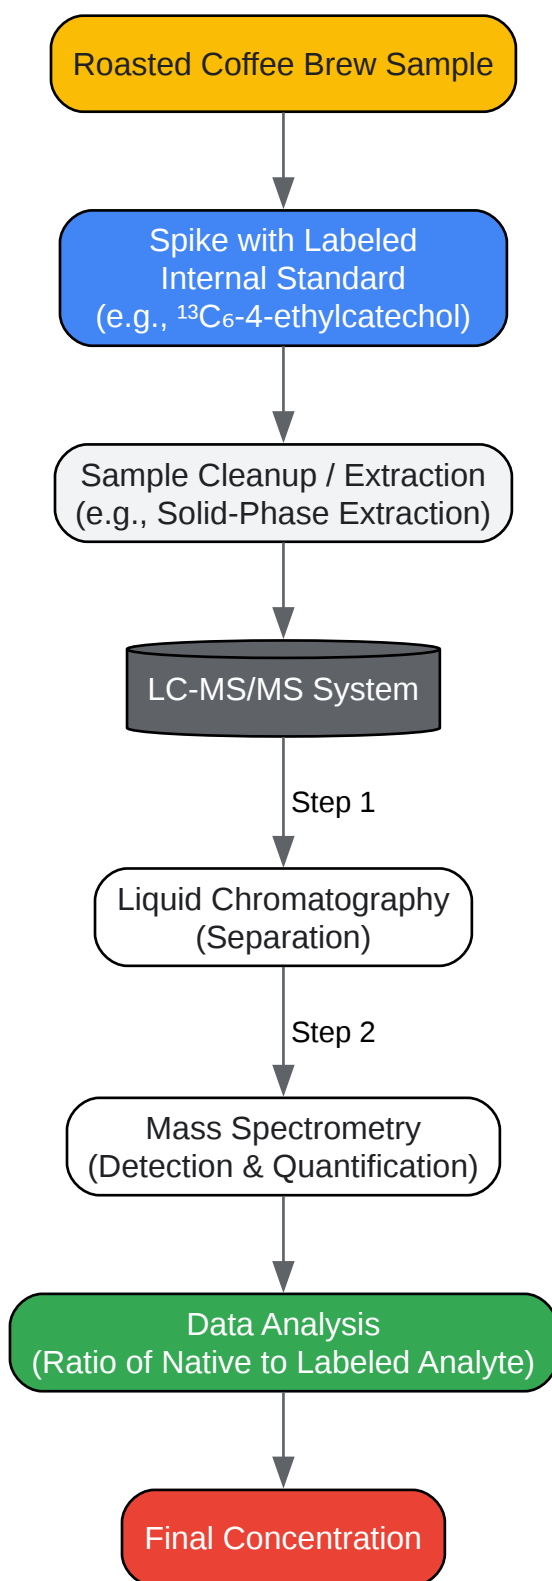 Roasted Coffee Brew Sample
Spike with Labeled
Internal Standard
(e.g., ¹³C₆-4-ethylcatechol)
Sample Cleanup / Extraction
(e.g., Solid-Phase Extraction)
LC-MS/MS System
Step 1
Liquid Chromatography
(Separation)
Step 2
Mass Spectrometry
(Detection & Quantification)
Data Analysis
(Ratio of Native to Labeled Analyte)
Final Concentration